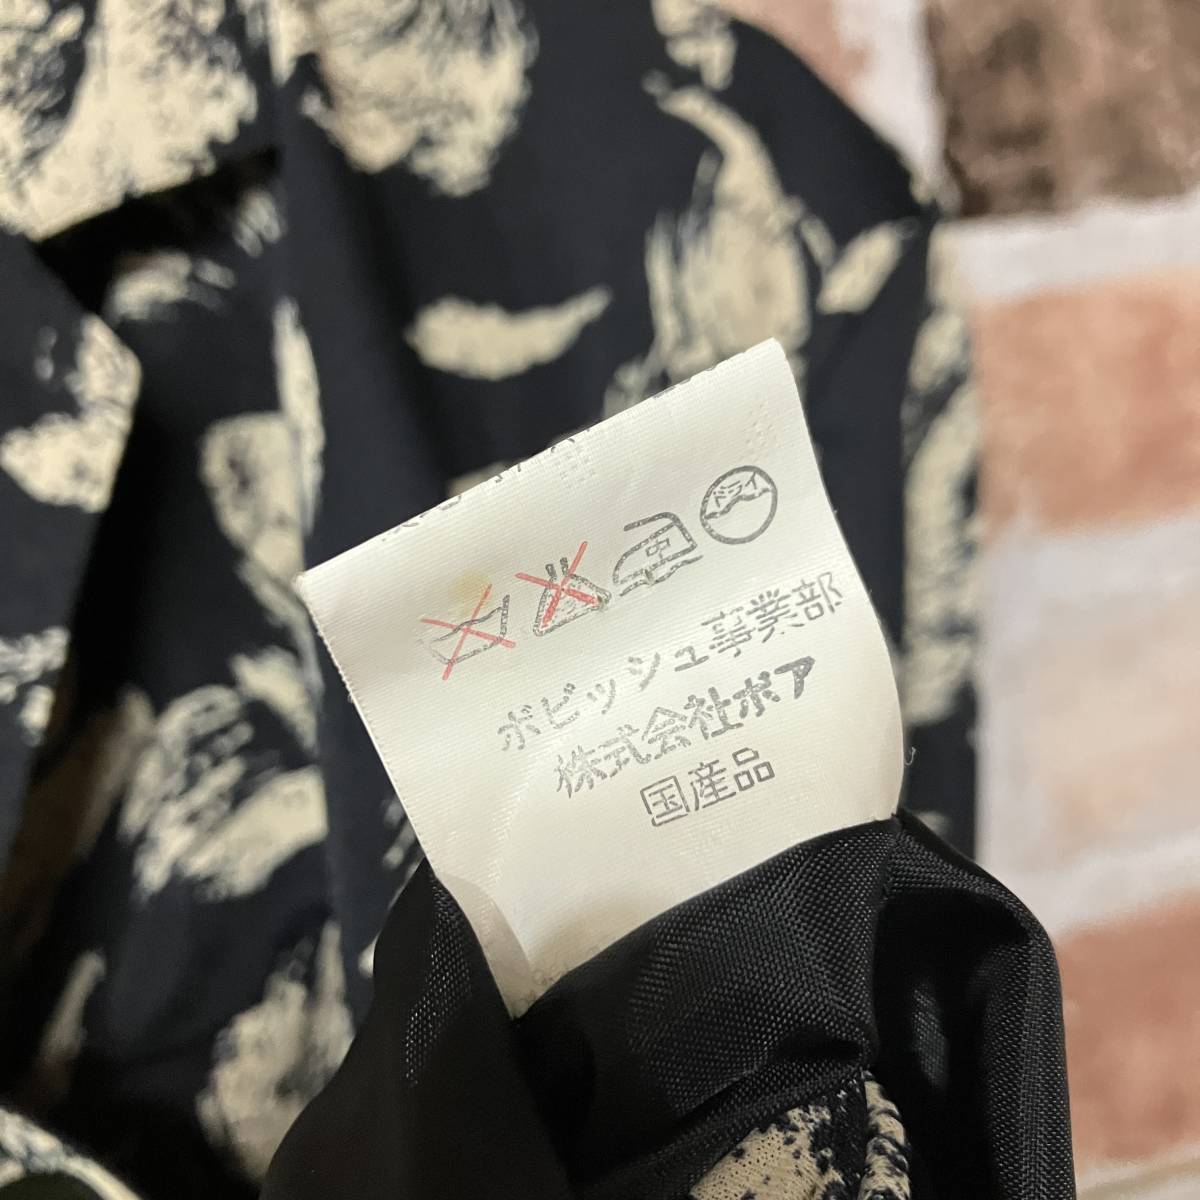 ドライ
中
ボビッシュ事業部
株式会社ボア
国産品